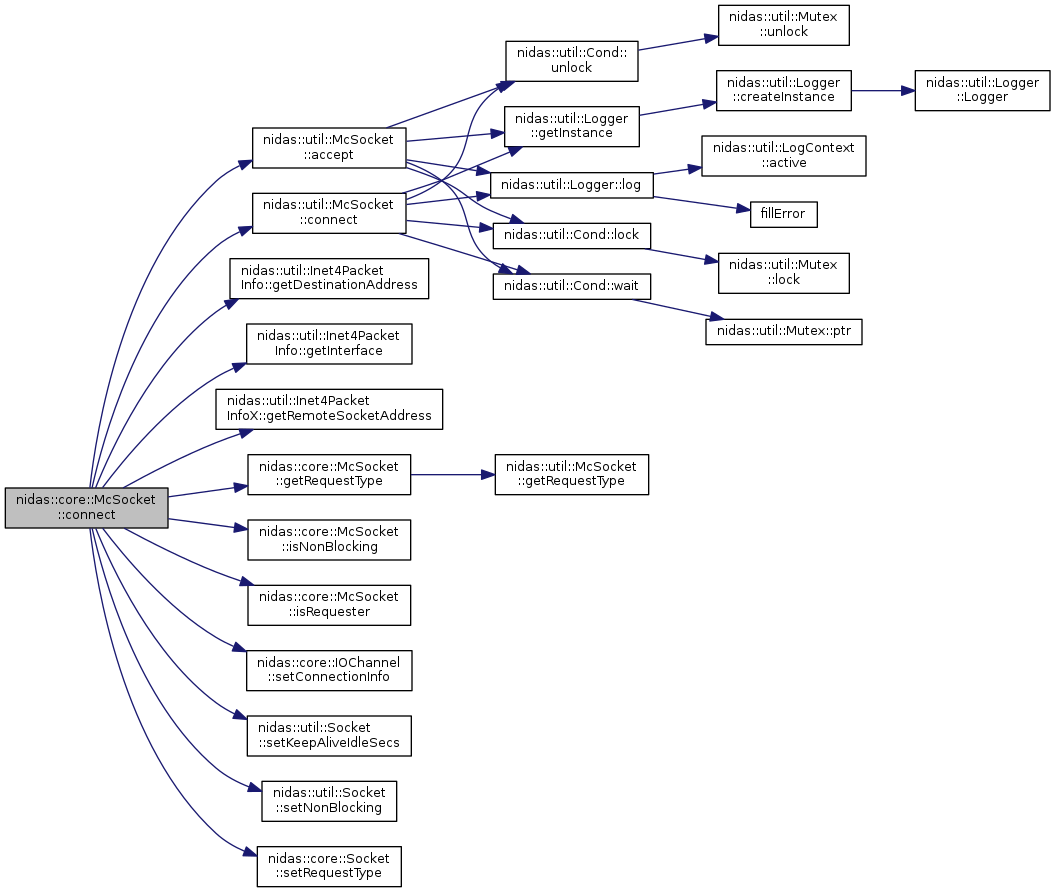 nidas::core::McSocket
::connect
nidas::util::McSocket
::accept
nidas::util::McSocket
::connect
nidas::util::Inet4Packet
Info::getDestinationAddress
nidas::util::Inet4Packet
Info::getInterface
nidas::util::Inet4Packet
InfoX::getRemoteSocketAddress
nidas::core::McSocket
::getRequestType
nidas::core::McSocket
::isNonBlocking
nidas::core::McSocket
::isRequester
nidas::core::IOChannel
::setConnectionInfo
nidas::util::Socket
::setKeepAliveIdleSecs
nidas::util::Socket
::setNonBlocking
nidas::core::Socket
::setRequestType
nidas::util::Cond::
unlock
nidas::util::Logger
::getInstance
nidas::util::Logger::log
nidas::util::Cond::lock
nidas::util::Cond::wait
nidas::util::McSocket
::getRequestType
nidas::util::Mutex
::unlock
nidas::util::Logger
::createInstance
nidas::util::LogContext
::active
fillError
nidas::util::Mutex
::lock
nidas::util::Mutex::ptr
nidas::util::Logger
::Logger